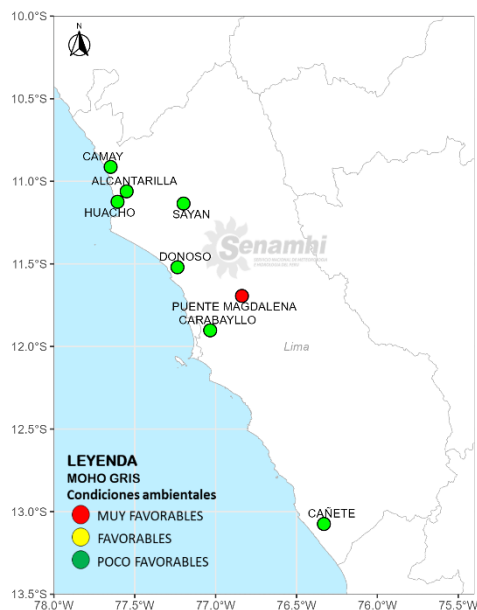 10.0°S
N
10.5°S
CAMAY
11.0°S
ALCANTARILLA
HUACHO
SAYAN
Senamhi
DONOSO
11.5°S
PUENTE MAGDALENA
CARABAYLLO
12.0°S
Lima
12.5°S
LEYENDA
MOHO GRIS
Condiciones ambientales
CAÑETE
13.0°S
MUY FAVORABLES
FAVORABLES
POCO FAVORABLES
13.5°S
78.0°W 77.5°W 77.0°W 76.5°W 76.0°W 75.5°W